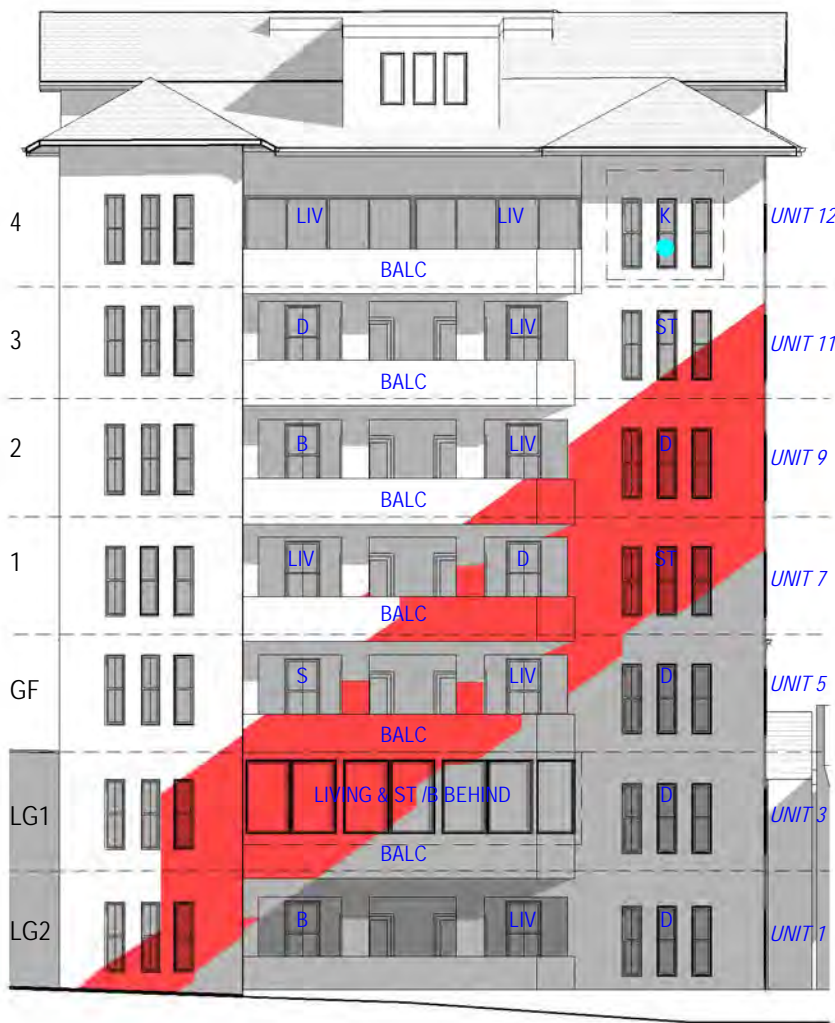 4 LIV LIV K UNIT 12
BALC
3 D LIV ST UNIT 11
BALC
2 B LIV D UNIT 9
BALC
1 LIV D ST UNIT 7
BALC
GF S LIV D UNIT 5
BALC
LG1 LIVING & ST /B BEHIND D UNIT 3
BALC
LG2 B LIV D UNIT 1